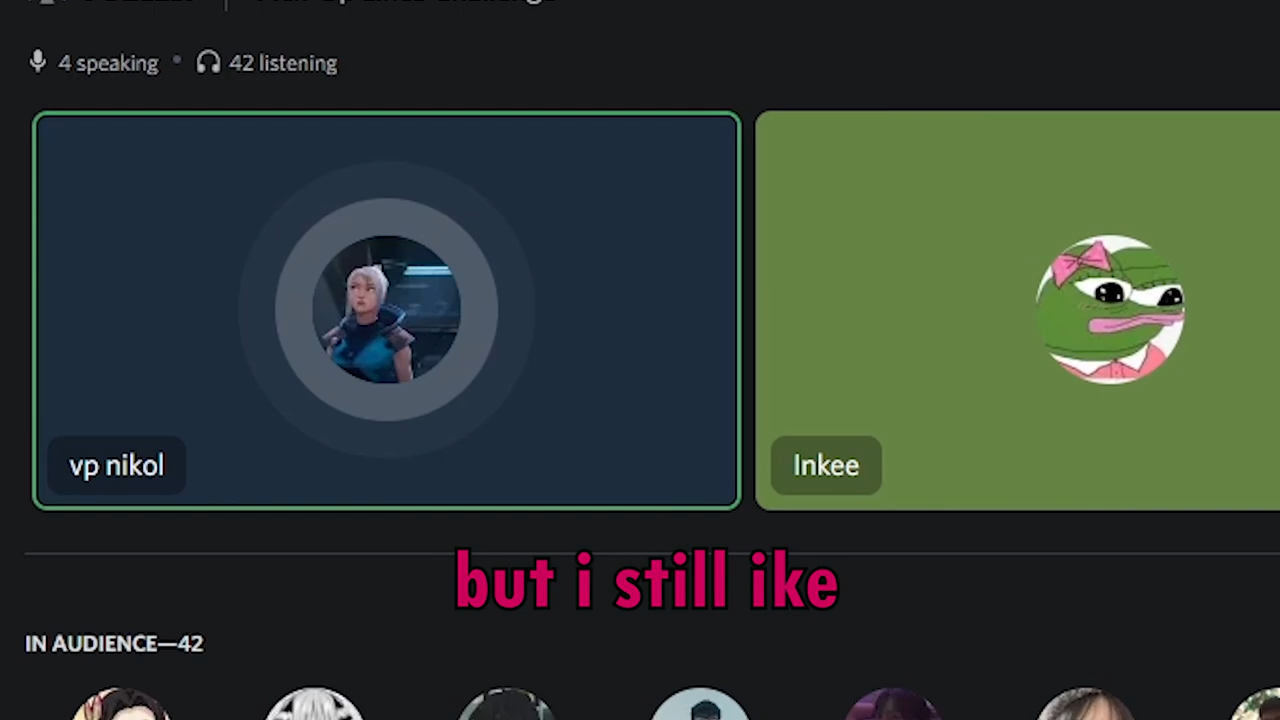 4 speaking • 42 listening
vp nikol
Inkee
but i still ike
IN AUDIENCE—42